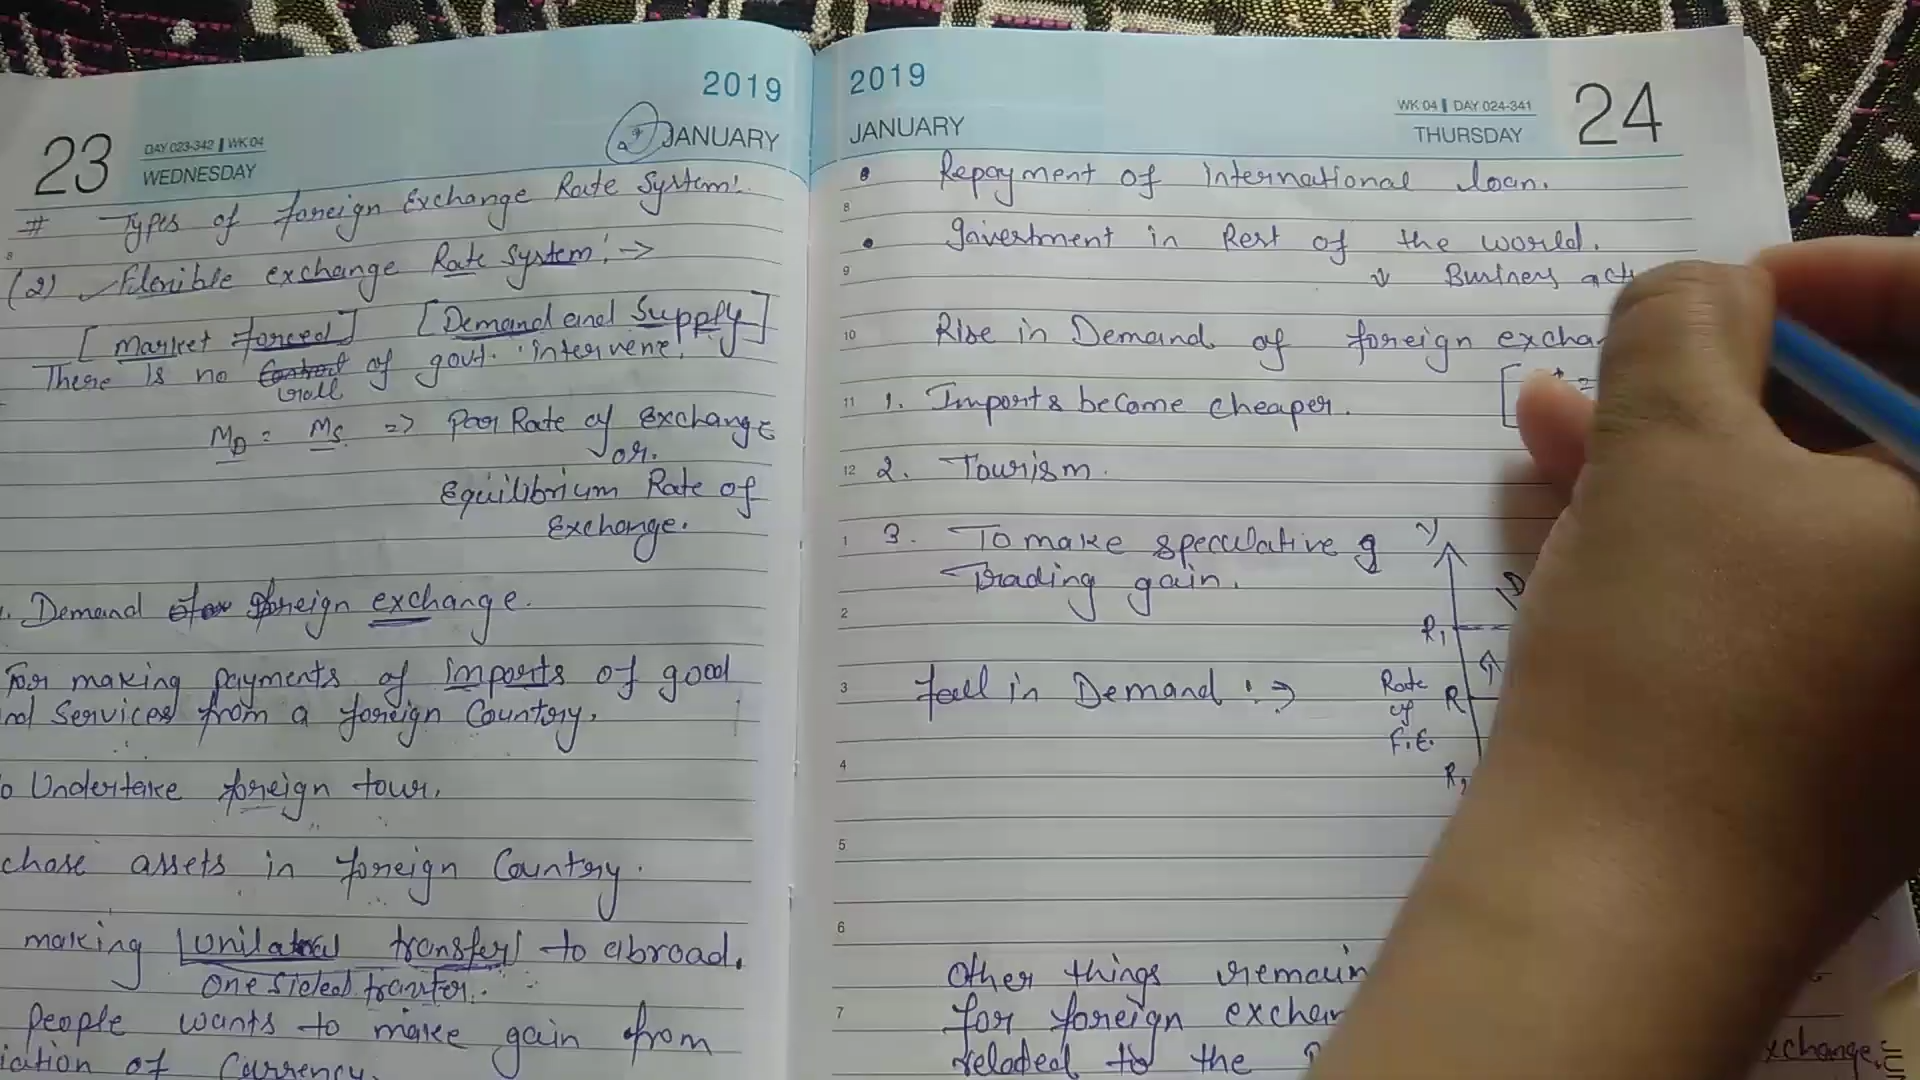 2019
JANUARY
23
DAY 023-342 | WK 04
WEDNESDAY
# Types of foreign Exchange Rate System:
(2) Flexible exchange Rate System:→
[Market forced] [Demand and Supply]
There is no of govt. intervene.
M_D = M_S => Par Rate of Exchange
or.
Equilibrium Rate of
Exchange.
Demand foreign exchange.
For making payments of imports of good
nd Services from a foreign Country.
o Undertake foreign tour.
chase assets in foreign Country.
making unilateral transfer to abroad.
One sided transfer.
People wants to make gain from
iation of Currency.
2019
JANUARY
WK 04 | DAY 024-341
THURSDAY
24
• Repayment of international loan.
8
• in Rest of the world.
9
↓ Business act
10 Rise in Demand of foreign excha
11 1. Imports become cheaper.
12 2. Tourism.
1 3. To make speculative
Trading gain.
2
3 fall in Demand :→
4
5
6
Other things remain
7 for foreign exchan
related to the
y
R1
Rate
of
F.E.
R
R2
xchange.